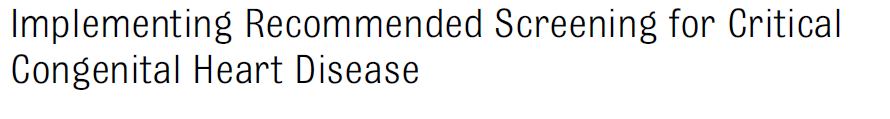 Implementing Recommended Screening for Critical
Congenital Heart Disease